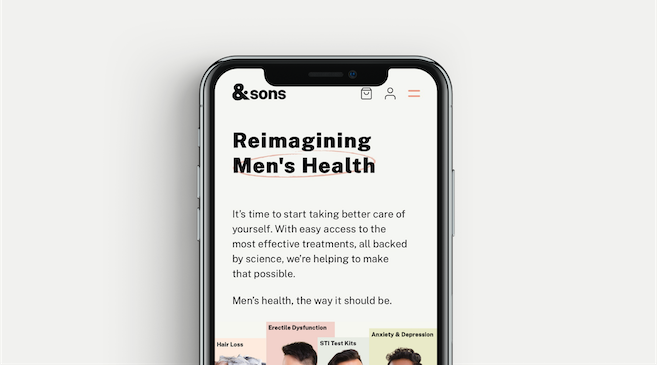 &sons
Reimagining
Men's Health
It's time to start taking better care of
yourself. With easy access to the
most effective treatments, all backed
by science, we're helping to make
that possible.
Men's health, the way it should be.
Hair Loss
Erectile Dysfunction
STI Test Kits
Anxiety & Depression